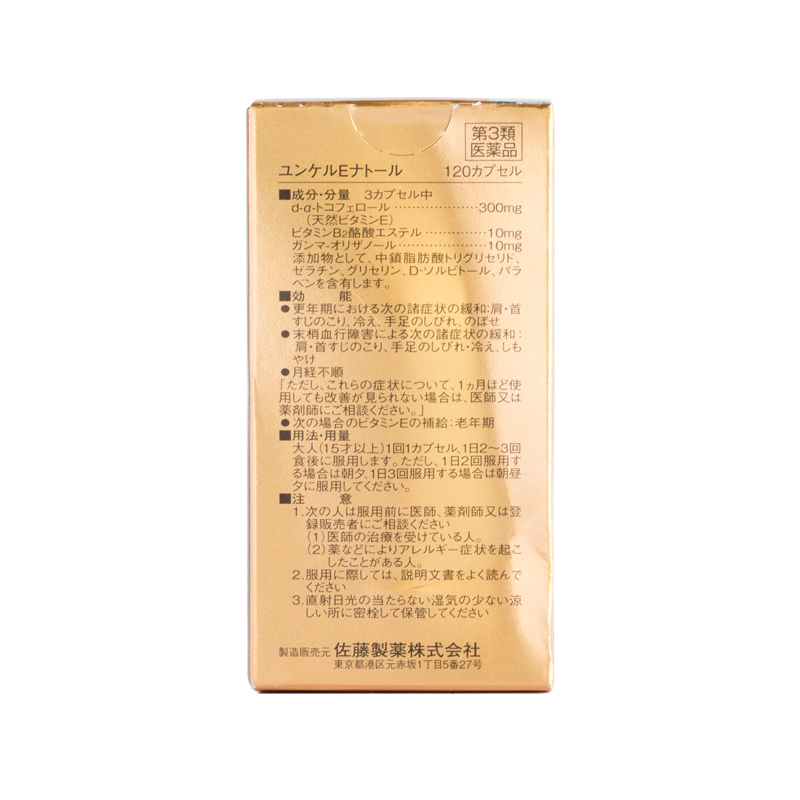 第3類
医薬品
ユンケルEナトール 120カプセル
■成分・分量 3カプセル中
d-α-トコフェロール…………………300mg
(天然ビタミンE)
ビタミンB2酪酸エステル……………10mg
ガンマ-オリザノール…………………10mg
添加物として、中鎖脂肪酸トリグリセリド、
ゼラチン、グリセリン、D-ソルビトール、パラ
ベンを含有します。
■効 能
●更年期における次の諸症状の緩和:肩・首
すじのこり、冷え、手足のしびれ、のぼせ
●末梢血行障害による次の諸症状の緩和:
肩・首すじのこり、手足のしびれ・冷え、しも
やけ
●月経不順
「ただし、これらの症状について、1ヵ月ほど使
用しても改善が見られない場合は、医師又は
薬剤師にご相談ください。」
●次の場合のビタミンEの補給:老年期
■用法・用量
大人(15才以上)1回1カプセル、1日2〜3回
食後に服用します。ただし、1日2回服用す
る場合は朝夕、1日3回服用する場合は朝昼
夕に服用してください。
■注 意
1.次の人は服用前に医師、薬剤師又は登
録販売者にご相談ください
(1)医師の治療を受けている人。
(2)薬などによりアレルギー症状を起こ
したことがある人。
2.服用に際しては、説明文書をよく読んで
ください
3.直射日光の当たらない湿気の少ない涼
しい所に密栓して保管してください
製造販売元 佐藤製薬株式会社
東京都港区元赤坂1丁目5番27号